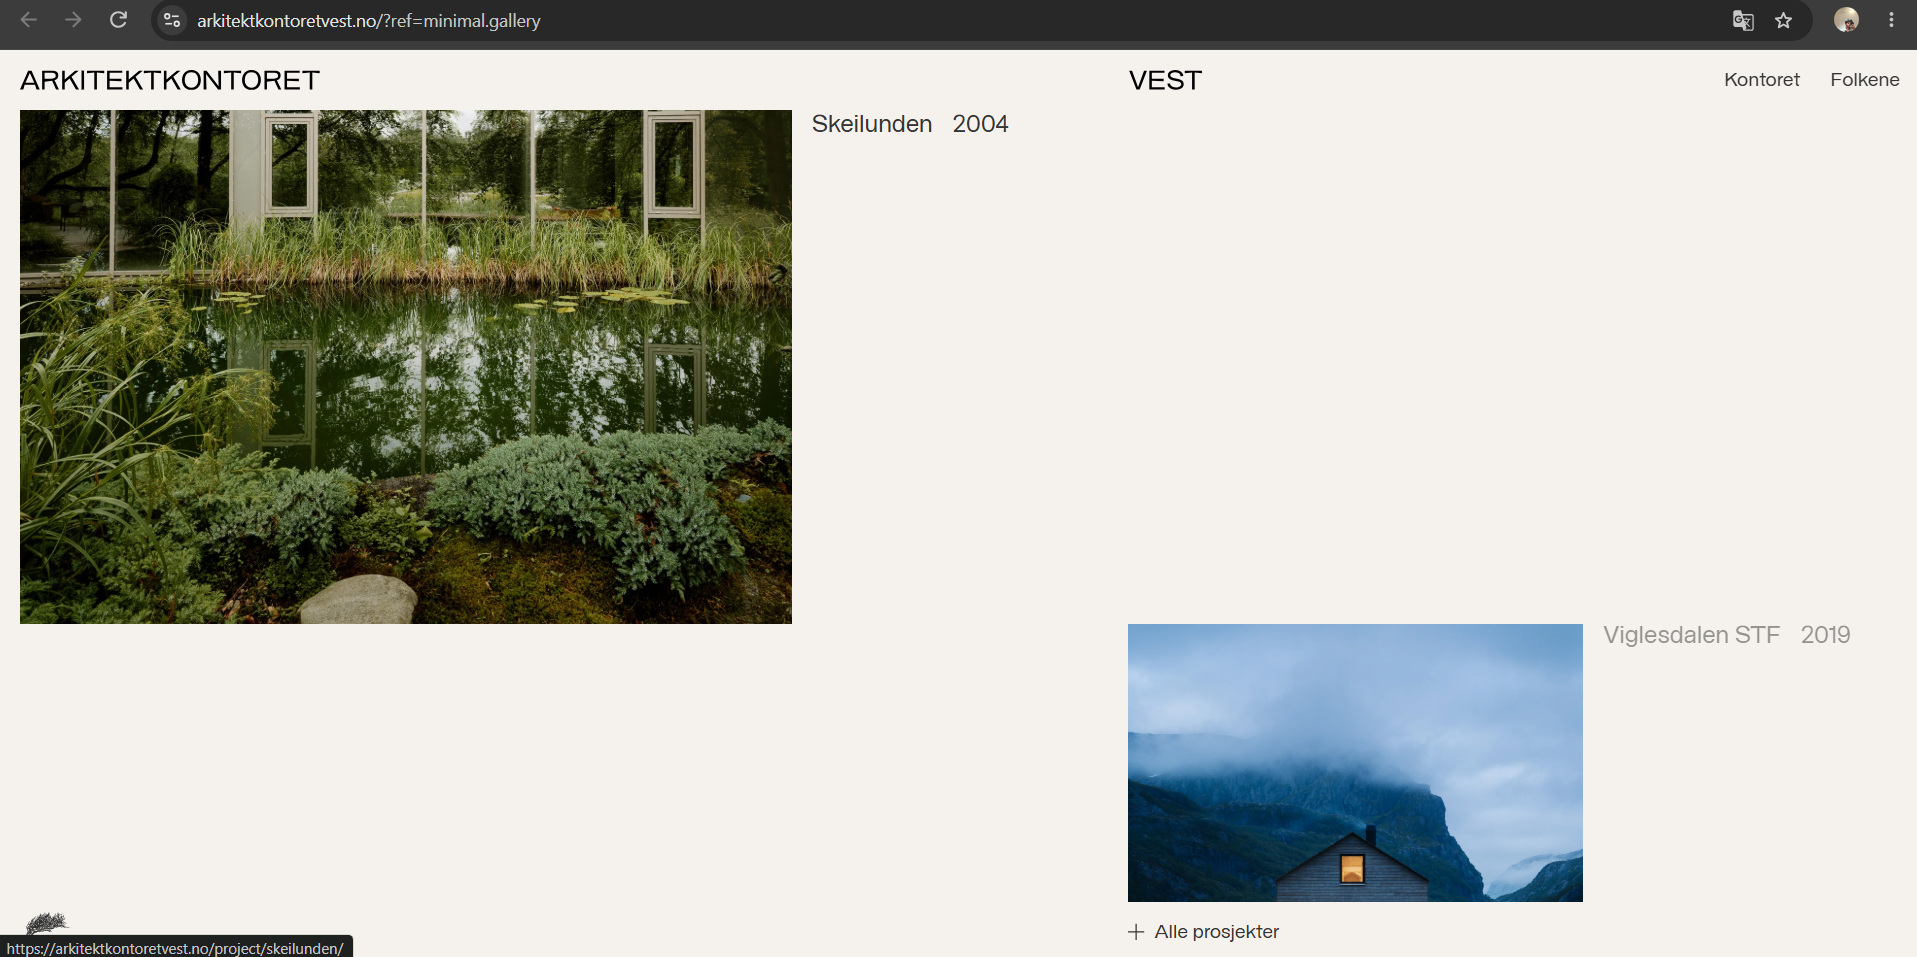 arkitektkontoretvest.no/?ref=minimal.gallery
ARKITEKTKONTORET
VEST
Kontoret
Folkene
Skeilunden 2004
Viglesdalen STF 2019
Alle prosjekter
https://arkitektkontoretvest.no/project/skeilunden/